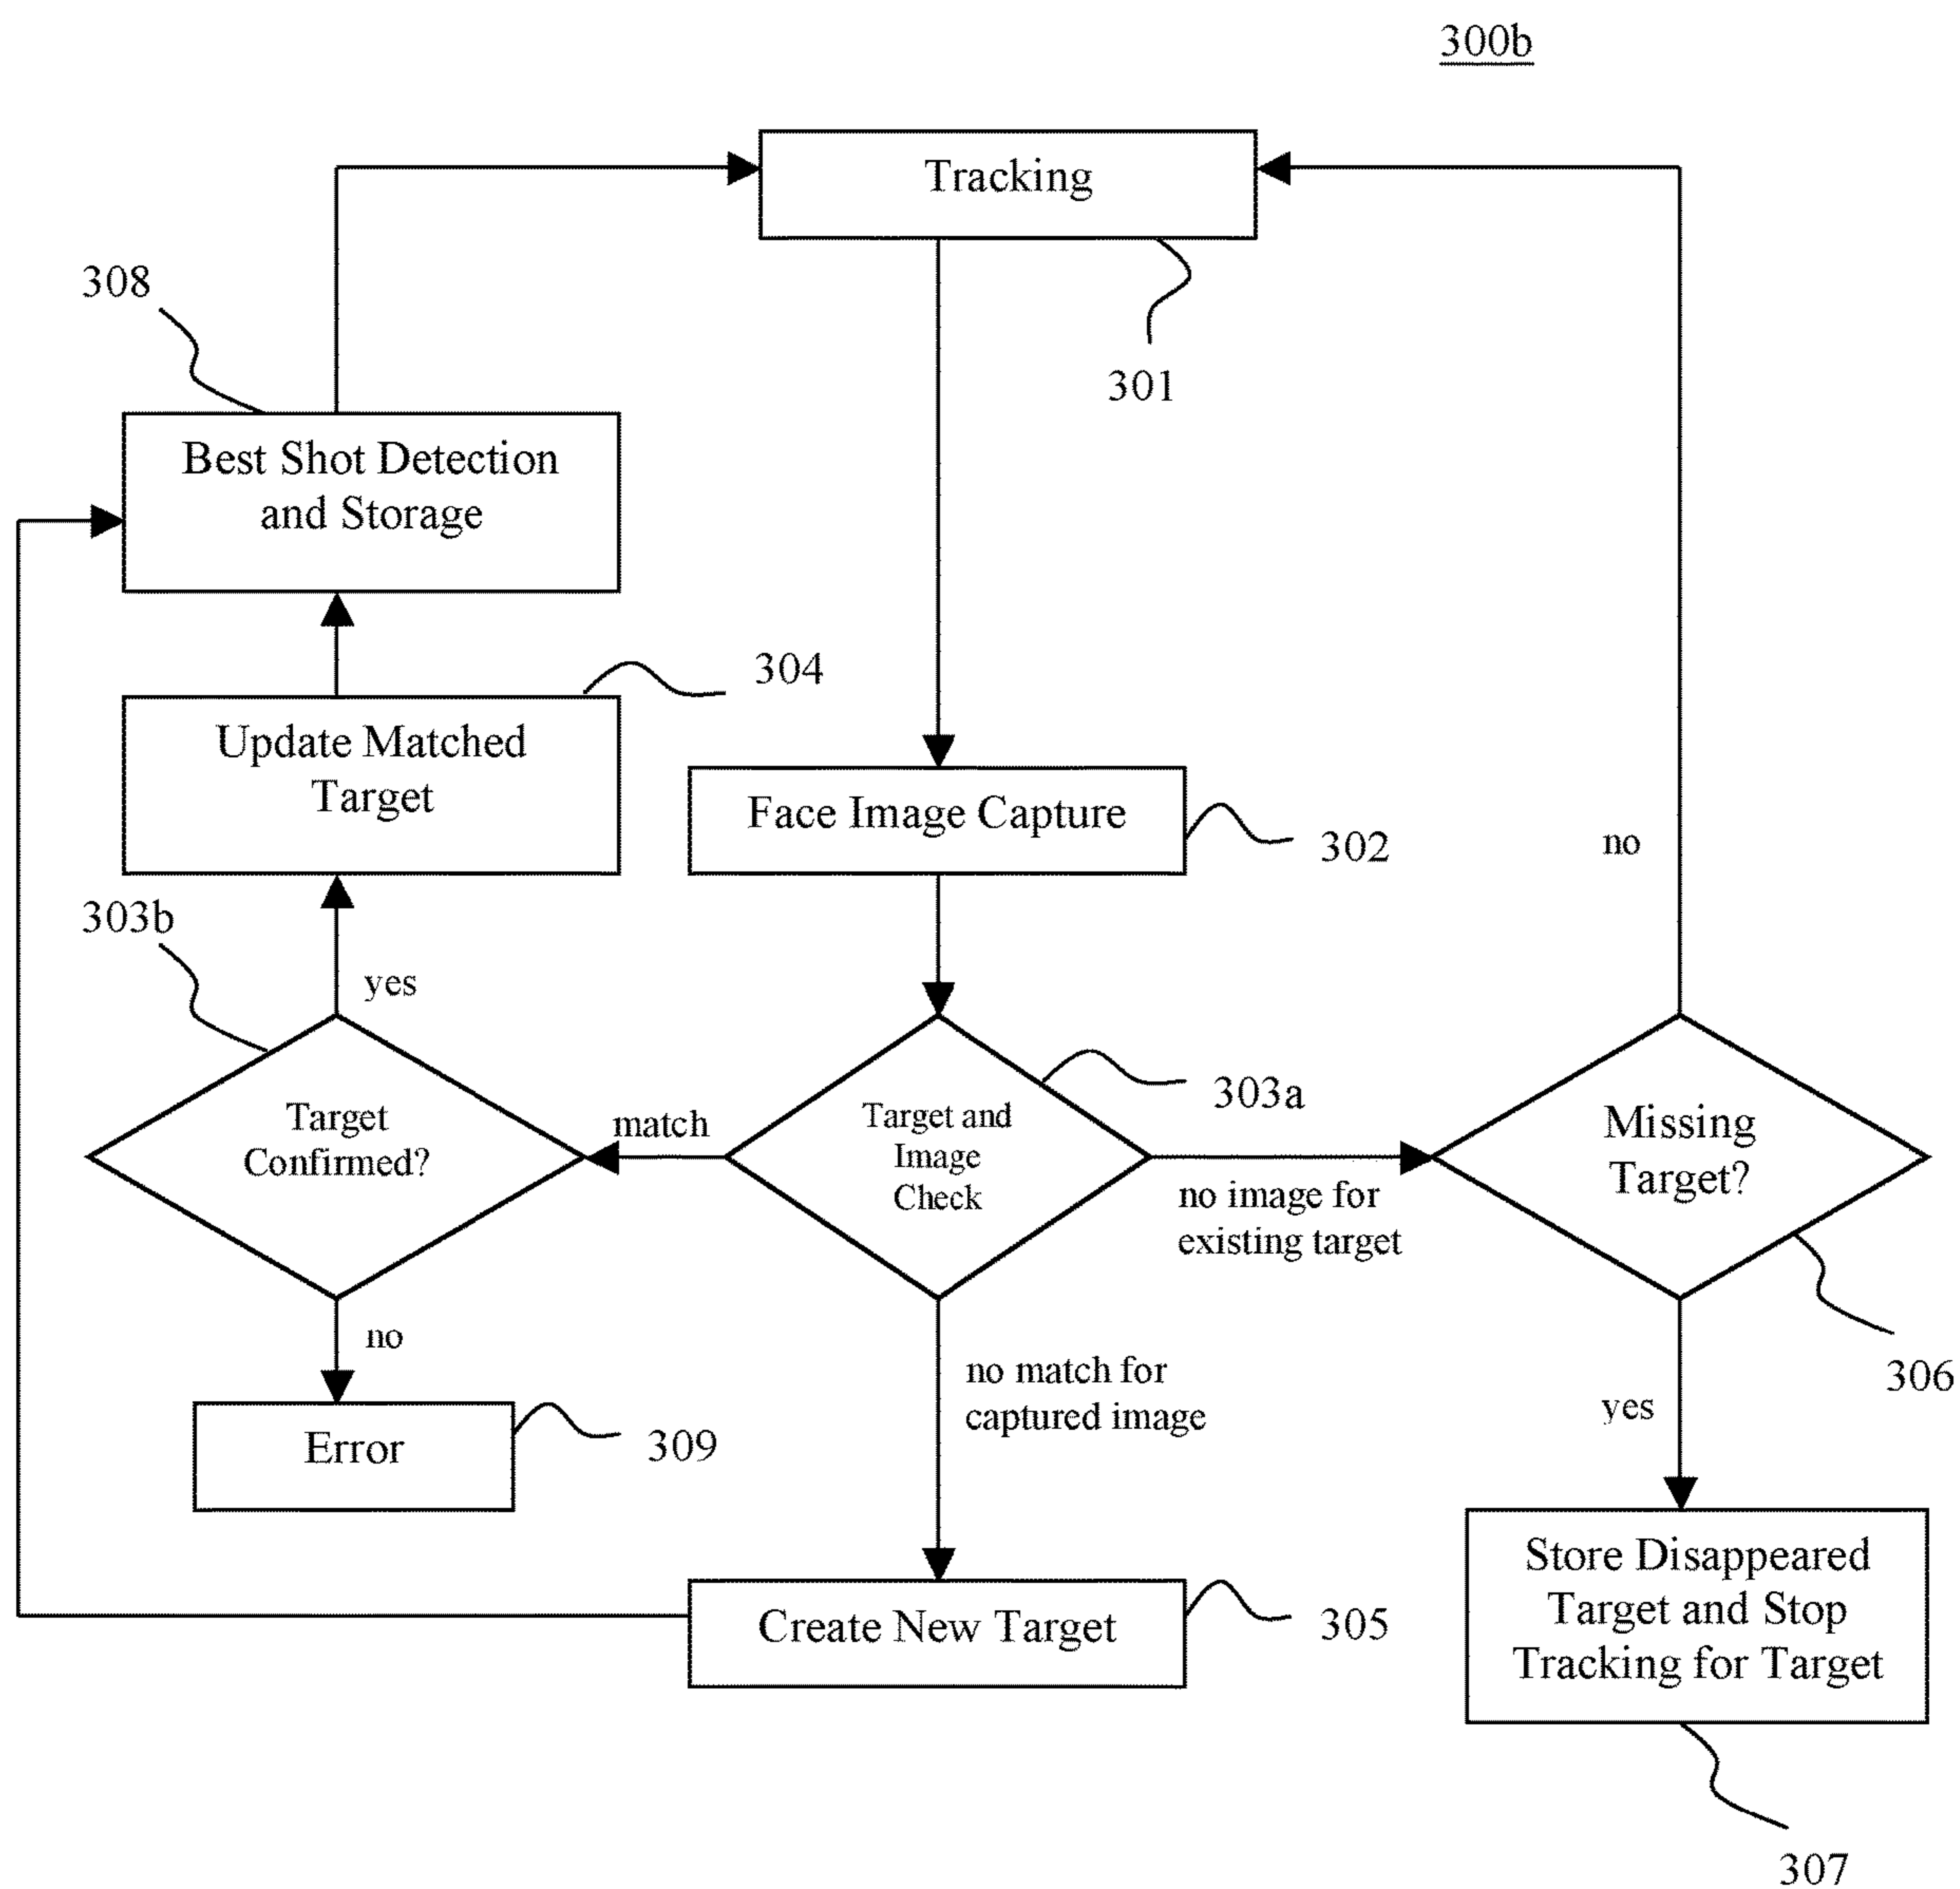 300b
Tracking
308
301
Best Shot Detection
and Storage
304
Update Matched
Target
Face Image Capture
302
no
303b
yes
303a
Target
Confirmed?
match
Target and
Image
Check
Missing
Target?
no image for
existing target
no
no match for
captured image
306
yes
Error
309
Store Disappeared
Target and Stop
Tracking for Target
Create New Target
305
307